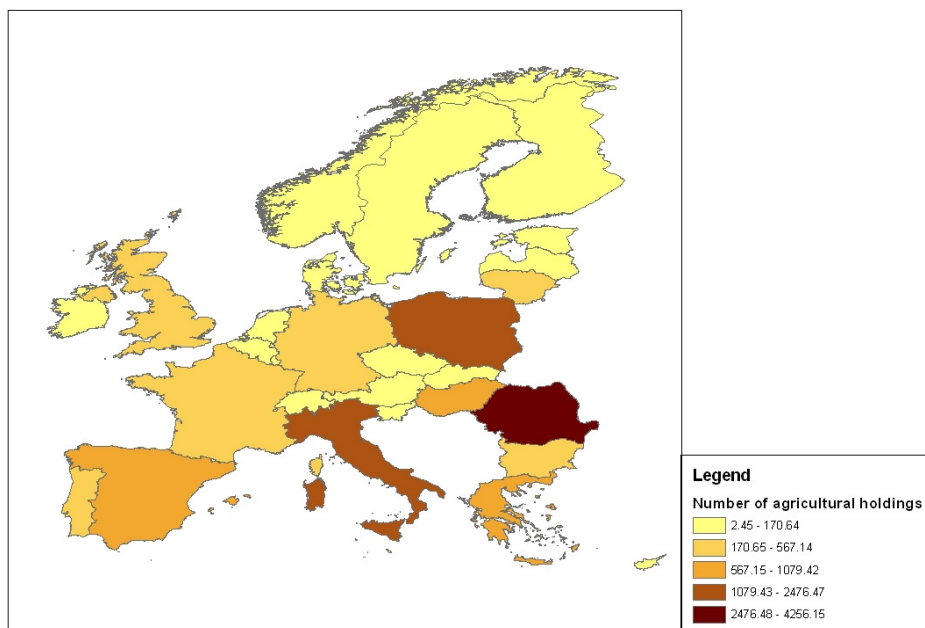 Legend
Number of agricultural holdings
2.45 - 170.64
170.65 - 567.14
567.15 - 1079.42
1079.43 - 2476.47
2476.48 - 4256.15